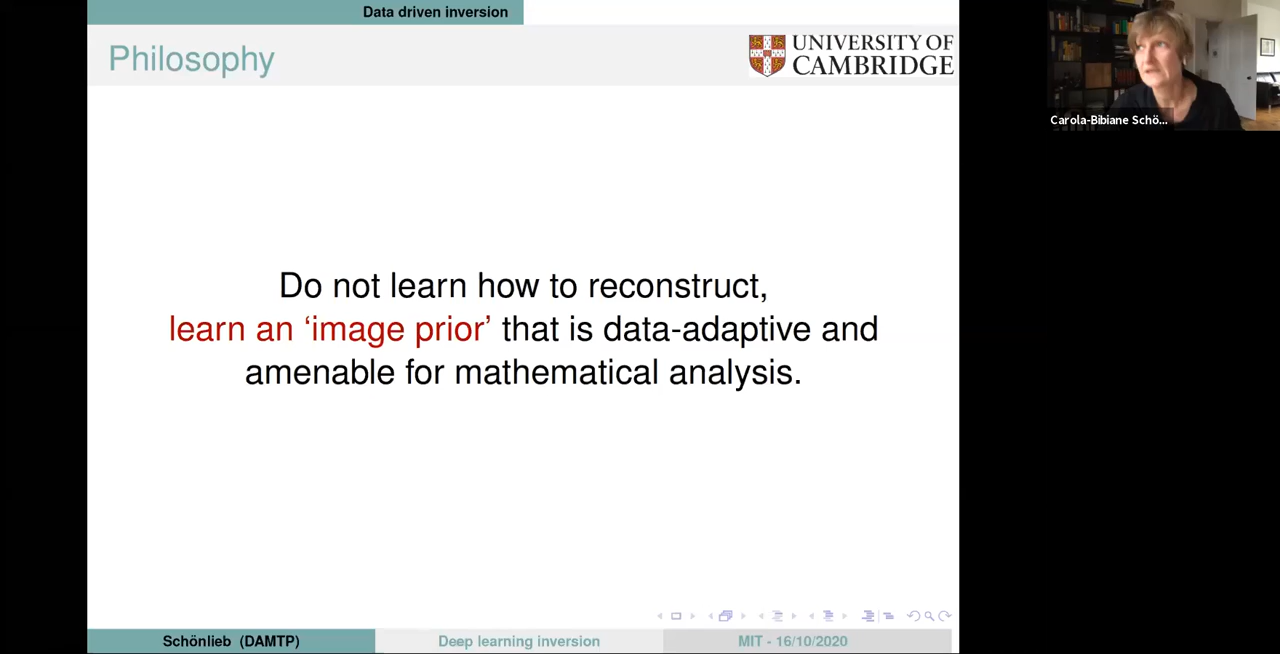 Data driven inversion
Philosophy
UNIVERSITY OF
CAMBRIDGE
Carola-Bibiane Schö...
Do not learn how to reconstruct,
learn an ‘image prior’ that is data-adaptive and
amenable for mathematical analysis.
Schönlieb (DAMTP)
Deep learning inversion
MIT - 16/10/2020